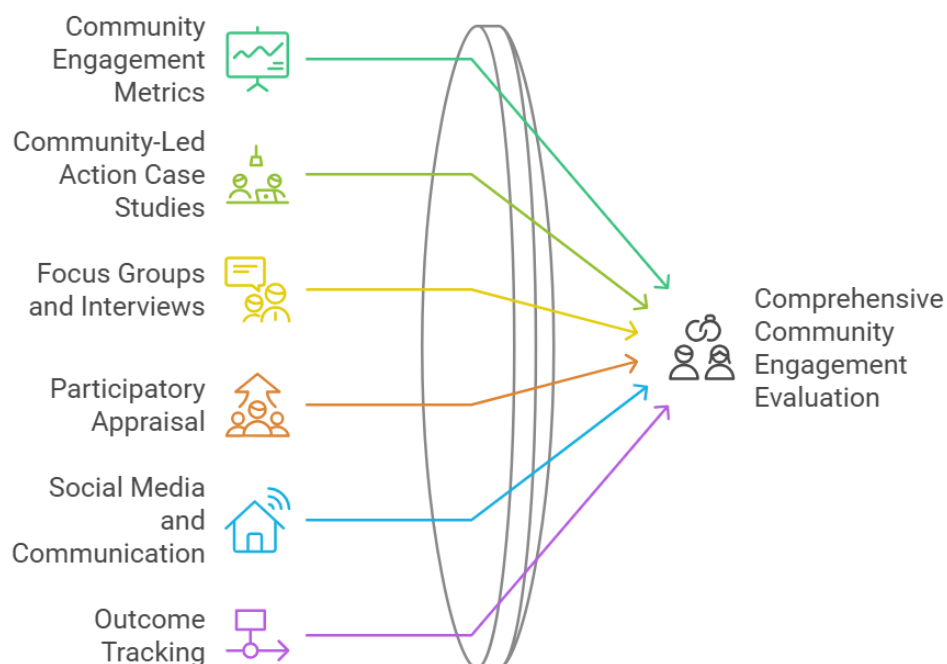 Community
Engagement
Metrics
Community-Led
Action Case
Studies
Focus Groups
and Interviews
Participatory
Appraisal
Social Media
and
Communication
Outcome
Tracking
Comprehensive
Community
Engagement
Evaluation